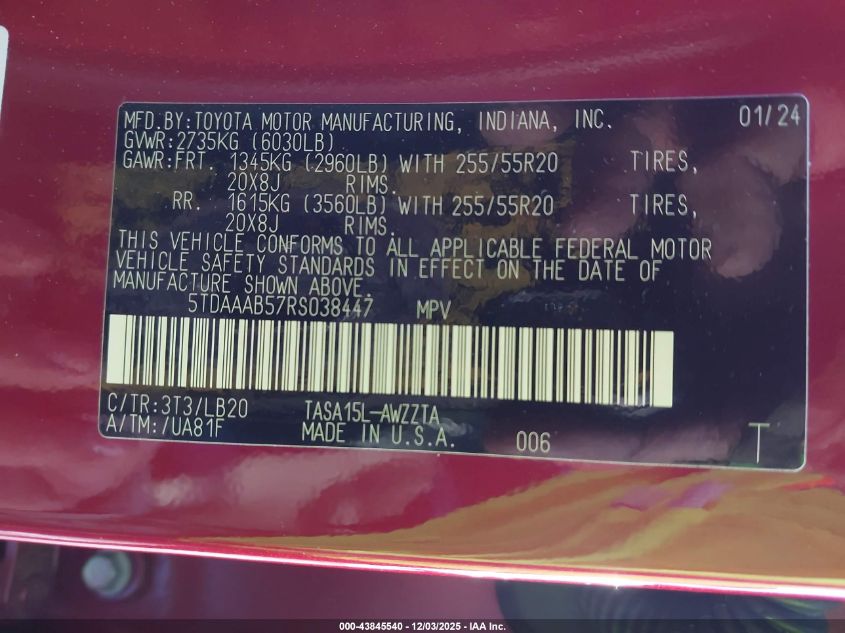 MFD.BY:TOYOTA MOTOR MANUFACTURING, INDIANA, INC. 01/24
GVWR:2735KG (6030LB)
GAWR:FRT. 1345KG (2960LB) WITH 255/55R20 TIRES,
20X8J RIMS.
RR. 1615KG (3560LB) WITH 255/55R20 TIRES,
20X8J RIMS.
THIS VEHICLE CONFORMS TO ALL APPLICABLE FEDERAL MOTOR
VEHICLE SAFETY STANDARDS IN EFFECT ON THE DATE OF
MANUFACTURE SHOWN ABOVE.
5TDAAAB57RS038447 MPV
C/TR:3T3/LB20 TASA15L-AWZZTA
A/TM:/UA81F MADE IN U.S.A. 006 T
000-43845540 - 12/03/2025 - IAA Inc.